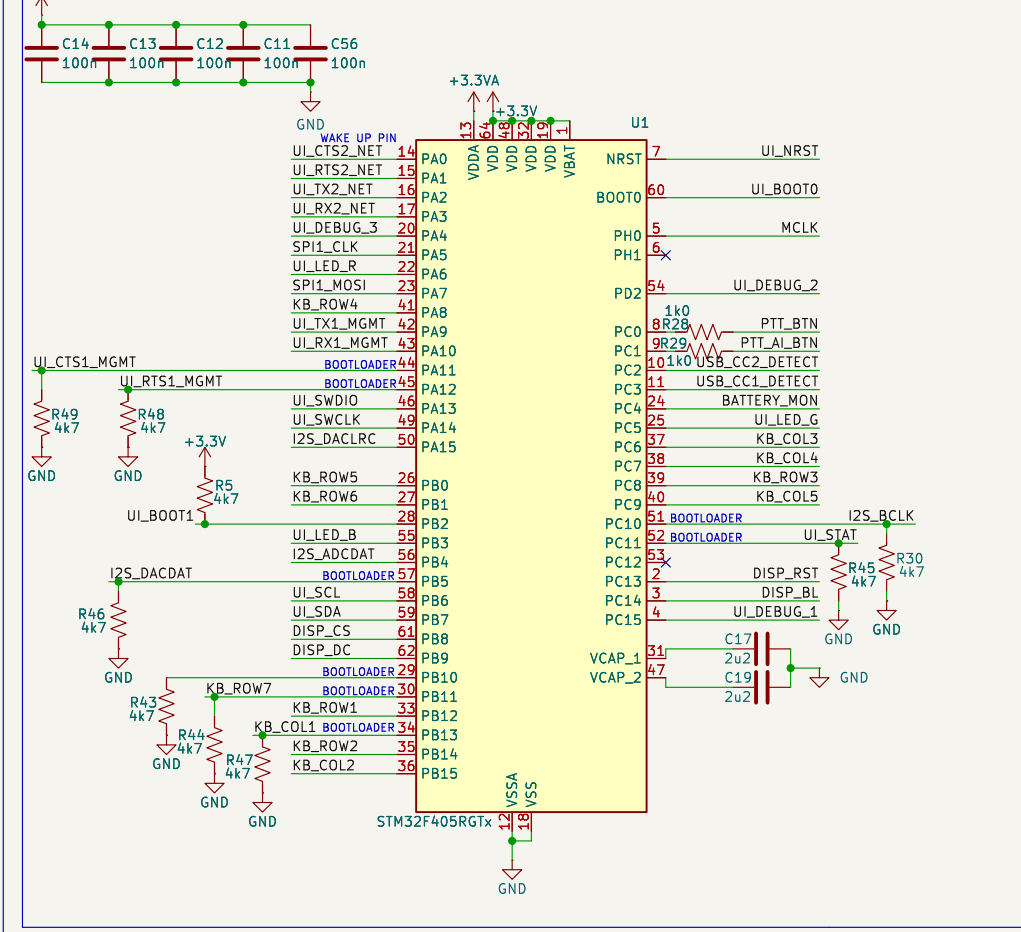 C14 C13 C12 C11 C56
100n 100n 100n 100n 100n
GND
+3.3VA
+3.3V
U1
WAKE UP PIN
13 64 48 32 19 1
VDDA VDD VDD VDD VDD VBAT
UI_CTS2_NET 14 PA0
UI_RTS2_NET 15 PA1
UI_TX2_NET 16 PA2
UI_RX2_NET 17 PA3
UI_DEBUG_3 20 PA4
SPI1_CLK 21 PA5
UI_LED_R 22 PA6
SPI1_MOSI 23 PA7
KB_ROW4 41 PA8
UI_TX1_MGMT 42 PA9
UI_RX1_MGMT 43 PA10
UI_CTS1_MGMT BOOTLOADER 44 PA11
UI_RTS1_MGMT BOOTLOADER 45 PA12
UI_SWDIO 46 PA13
UI_SWCLK 49 PA14
I2S_DACLRC 50 PA15
R49
4k7
GND
R48
4k7
GND
+3.3V
R5
4k7
KB_ROW5 26 PB0
KB_ROW6 27 PB1
UI_BOOT1 28 PB2
UI_LED_B 55 PB3
I2S_ADCDAT 56 PB4
I2S_DACDAT BOOTLOADER 57 PB5
UI_SCL 58 PB6
UI_SDA 59 PB7
DISP_CS 61 PB8
DISP_DC 62 PB9
BOOTLOADER 29 PB10
KB_ROW7 BOOTLOADER 30 PB11
KB_ROW1 33 PB12
KB_COL1 BOOTLOADER 34 PB13
KB_ROW2 35 PB14
KB_COL2 36 PB15
R46
4k7
GND
R43
4k7
GND
R44
4k7
GND
R47
4k7
GND
NRST 7 UI_NRST
BOOT0 60 UI_BOOT0
PH0 5 MCLK
PH1 6
PD2 54 UI_DEBUG_2
1k0
PC0 8 R28 PTT_BTN
PC1 9 R29 PTT_AI_BTN
1k0
PC2 10 USB_CC2_DETECT
PC3 11 USB_CC1_DETECT
PC4 24 BATTERY_MON
PC5 25 UI_LED_G
PC6 37 KB_COL3
PC7 38 KB_COL4
PC8 39 KB_ROW3
PC9 40 KB_COL5
PC10 51 BOOTLOADER I2S_BCLK
PC11 52 BOOTLOADER UI_STAT
PC12 53
PC13 2 DISP_RST
PC14 3 DISP_BL
PC15 4 UI_DEBUG_1
R45
4k7
GND
R30
4k7
GND
VCAP_1 31 C17
2u2
VCAP_2 47 C19
2u2
GND
VSSA VSS
12 18
STM32F405RGTx
GND